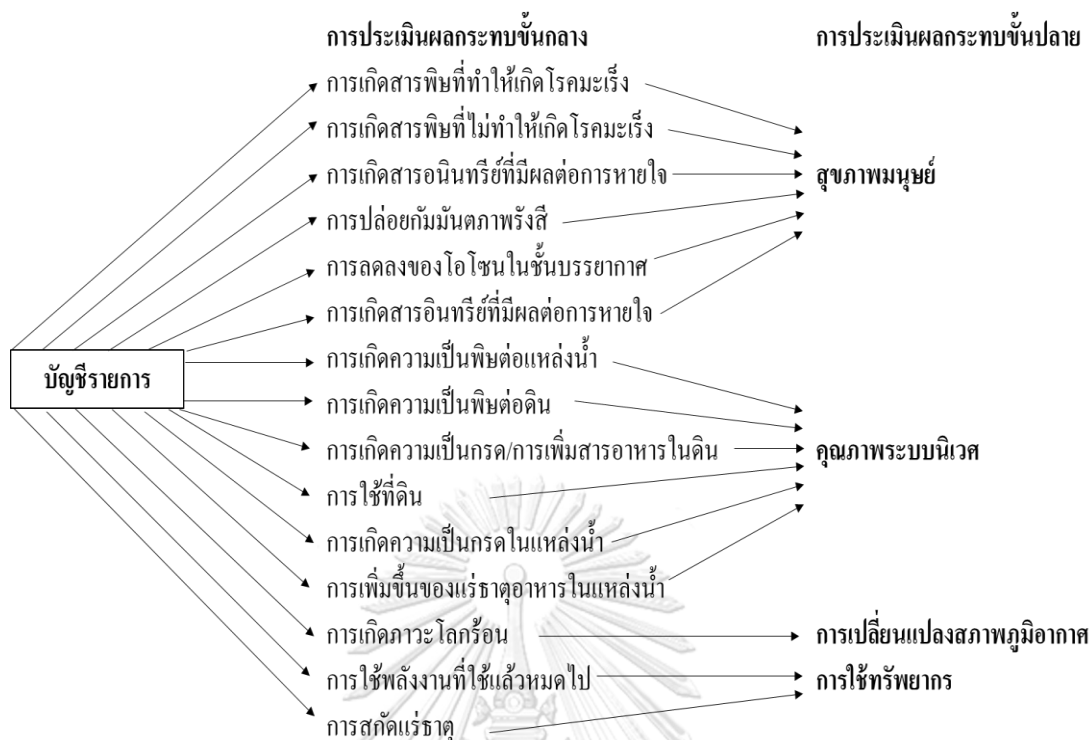 การประเมินผลกระทบขั้นกลาง การประเมินผลกระทบขั้นปลาย
การเกิดสารพิษที่ทำให้เกิดโรคมะเร็ง
การเกิดสารพิษที่ไม่ทำให้เกิดโรคมะเร็ง
การเกิดสารอนินทรีย์ที่มีผลต่อการหายใจ สุขภาพมนุษย์
การปล่อยกัมมันตภาพรังสี
การลดลงของโอโซนในชั้นบรรยากาศ
การเกิดสารอินทรีย์ที่มีผลต่อการหายใจ
การเกิดความเป็นพิษต่อแหล่งน้ำ
บัญชีรายการ
การเกิดความเป็นพิษต่อดิน
การเกิดความเป็นกรด/การเพิ่มสารอาหารในดิน คุณภาพระบบนิเวศ
การใช้ที่ดิน
การเกิดความเป็นกรดในแหล่งน้ำ
การเพิ่มขึ้นของแร่ธาตุอาหารในแหล่งน้ำ
การเกิดภาวะโลกร้อน การเปลี่ยนแปลงสภาพภูมิอากาศ
การใช้พลังงานที่ใช้แล้วหมดไป การใช้ทรัพยากร
การสกัดแร่ธาตุ